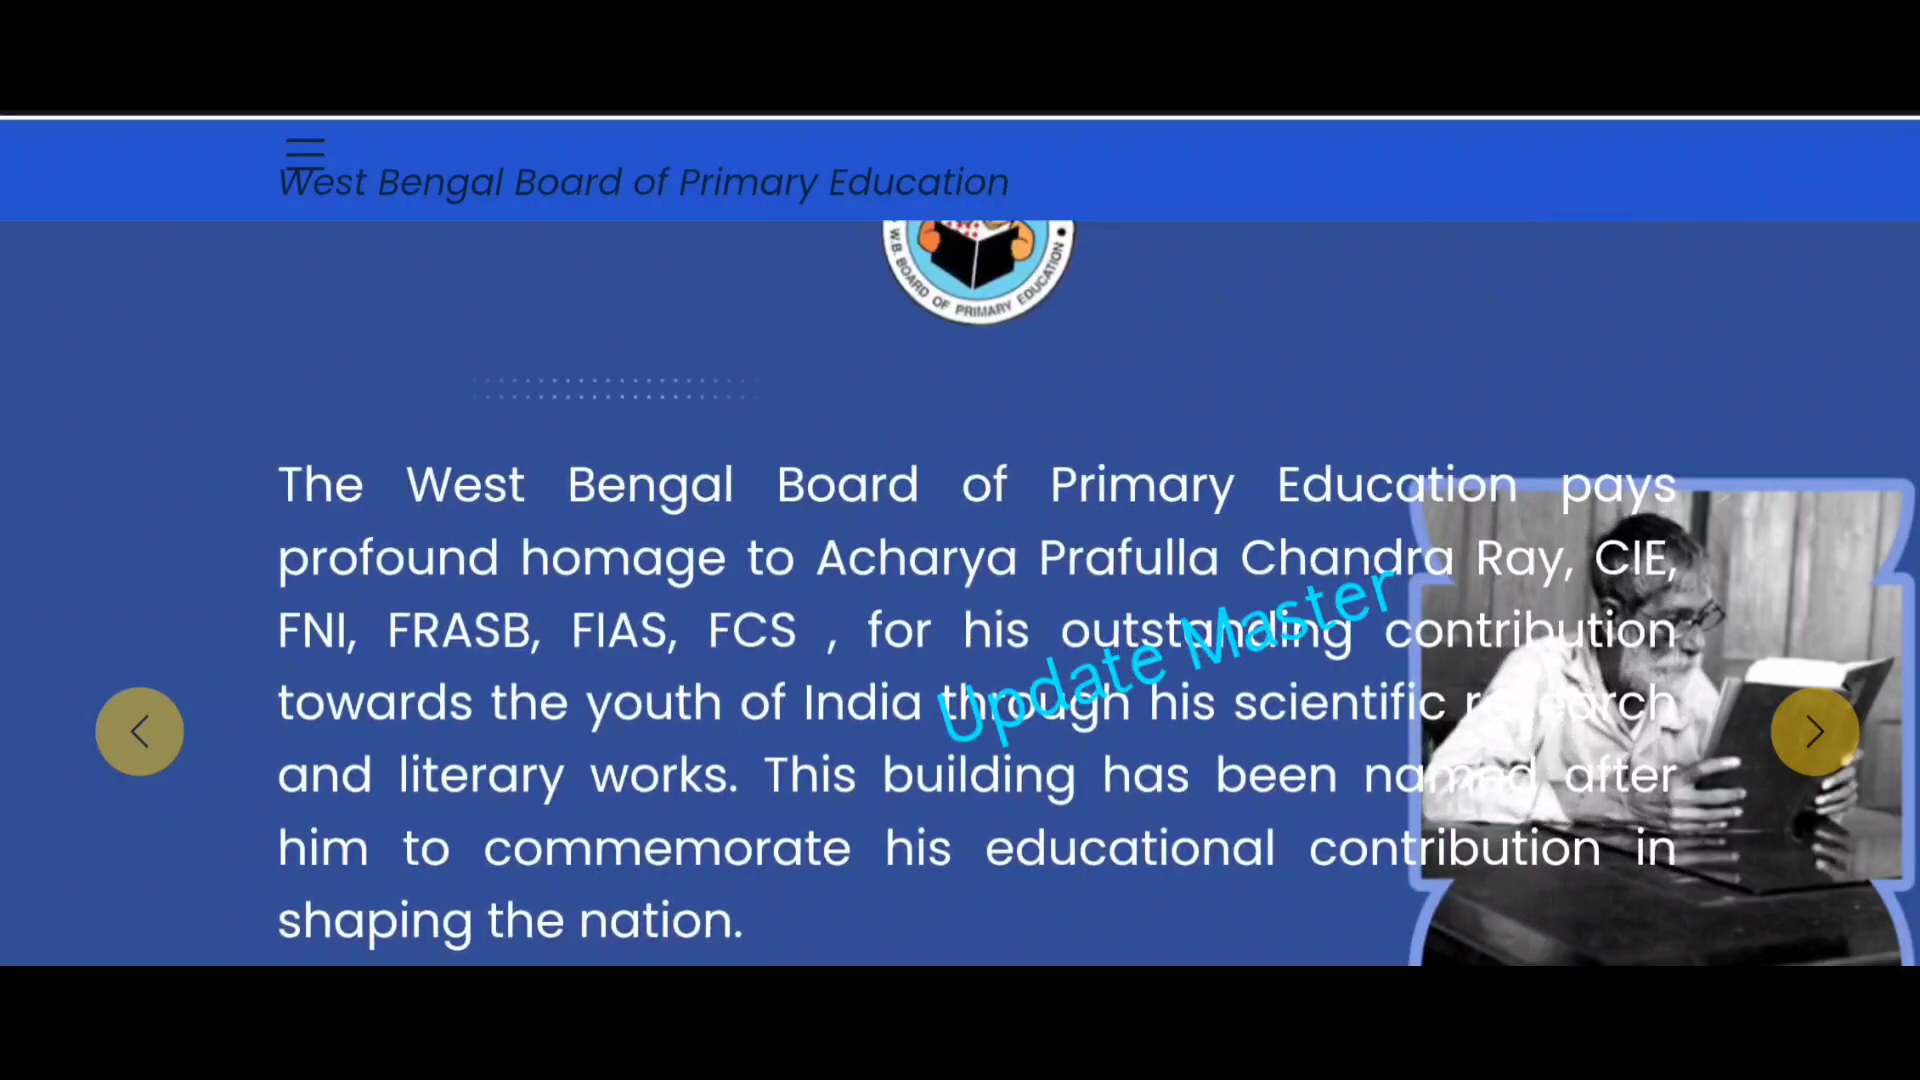 West Bengal Board of Primary Education
W.B. BOARD OF PRIMARY EDUCATION
The West Bengal Board of Primary Education pays
profound homage to Acharya Prafulla Chandra Ray, CIE,
FNI, FRASB, FIAS, FCS , for his outstanding contribution
towards the youth of India through his scientific research
and literary works. This building has been named after
him to commemorate his educational contribution in
shaping the nation.
Update Master